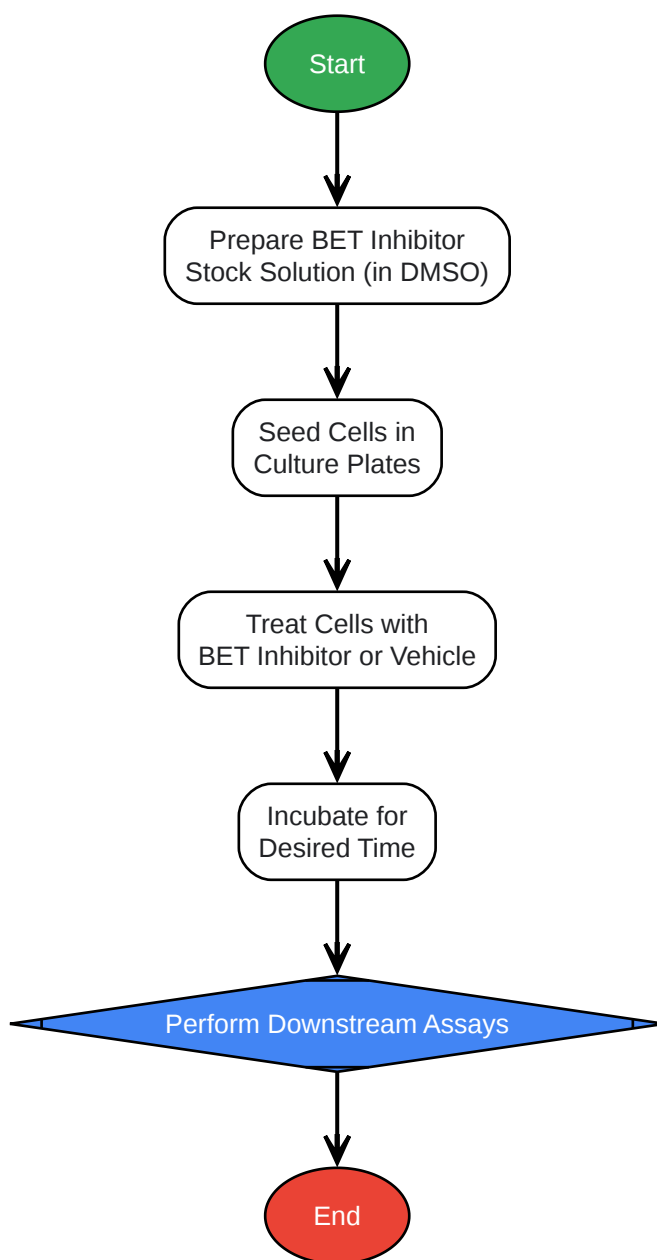 Start
Prepare BET Inhibitor
Stock Solution (in DMSO)
Seed Cells in
Culture Plates
Treat Cells with
BET Inhibitor or Vehicle
Incubate for
Desired Time
Perform Downstream Assays
End